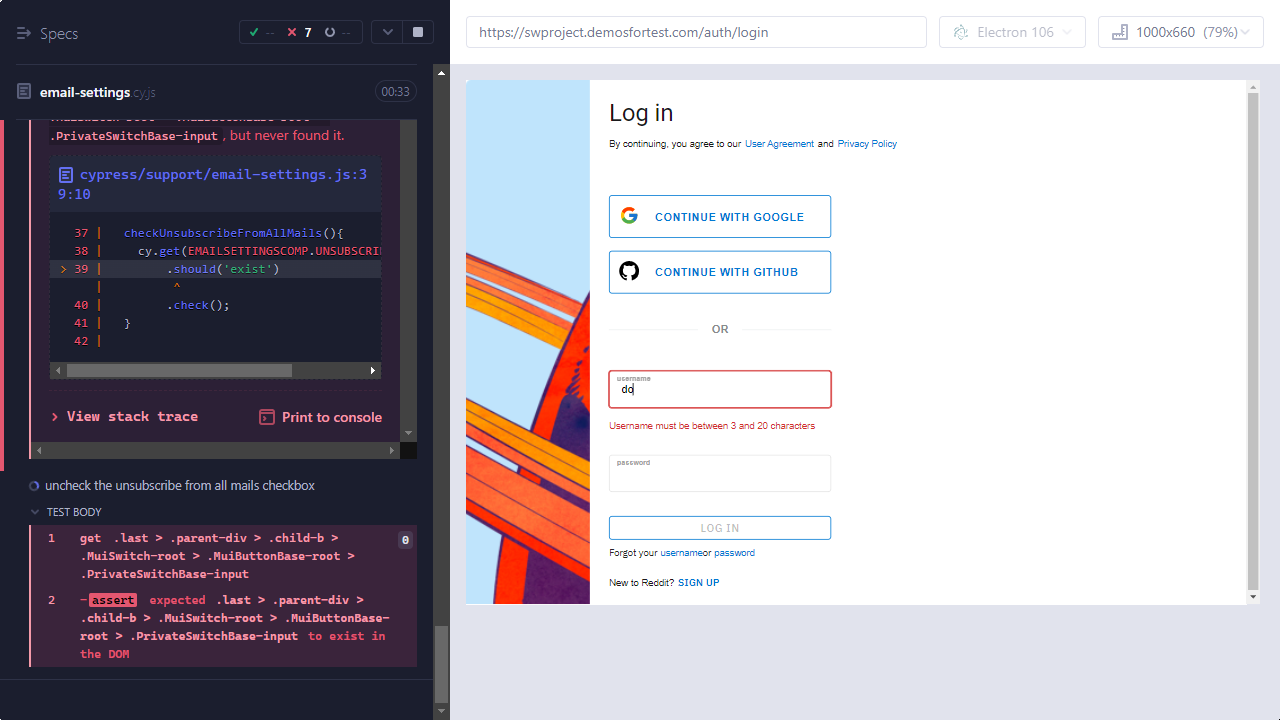 Specs
-- 7 --
email-settings.cy.js
00:33
.PrivateSwitchBase-input , but never found it.
cypress/support/email-settings.js:3
9:10
37 | checkUnsubscribeFromAllMails(){
38 | cy.get(EMAILSETTINGSCOMP.UNSUBSCRI
> 39 | .should('exist')
| ^
40 | .check();
41 | }
42 |
> View stack trace
Print to console
uncheck the unsubscribe from all mails checkbox
TEST BODY
1 get .last > .parent-div > .child-b > 0
.MuiSwitch-root > .MuiButtonBase-root >
.PrivateSwitchBase-input
2 -assert expected .last > .parent-div >
.child-b > .MuiSwitch-root > .MuiButtonBase-
root > .PrivateSwitchBase-input to exist in
the DOM
https://swproject.demosfortest.com/auth/login
Electron 106
1000x660 (79%)
Log in
By continuing, you agree to our User Agreement and Privacy Policy
CONTINUE WITH GOOGLE
CONTINUE WITH GITHUB
OR
username
do
Username must be between 3 and 20 characters
password
LOG IN
Forgot your usernameor password
New to Reddit? SIGN UP